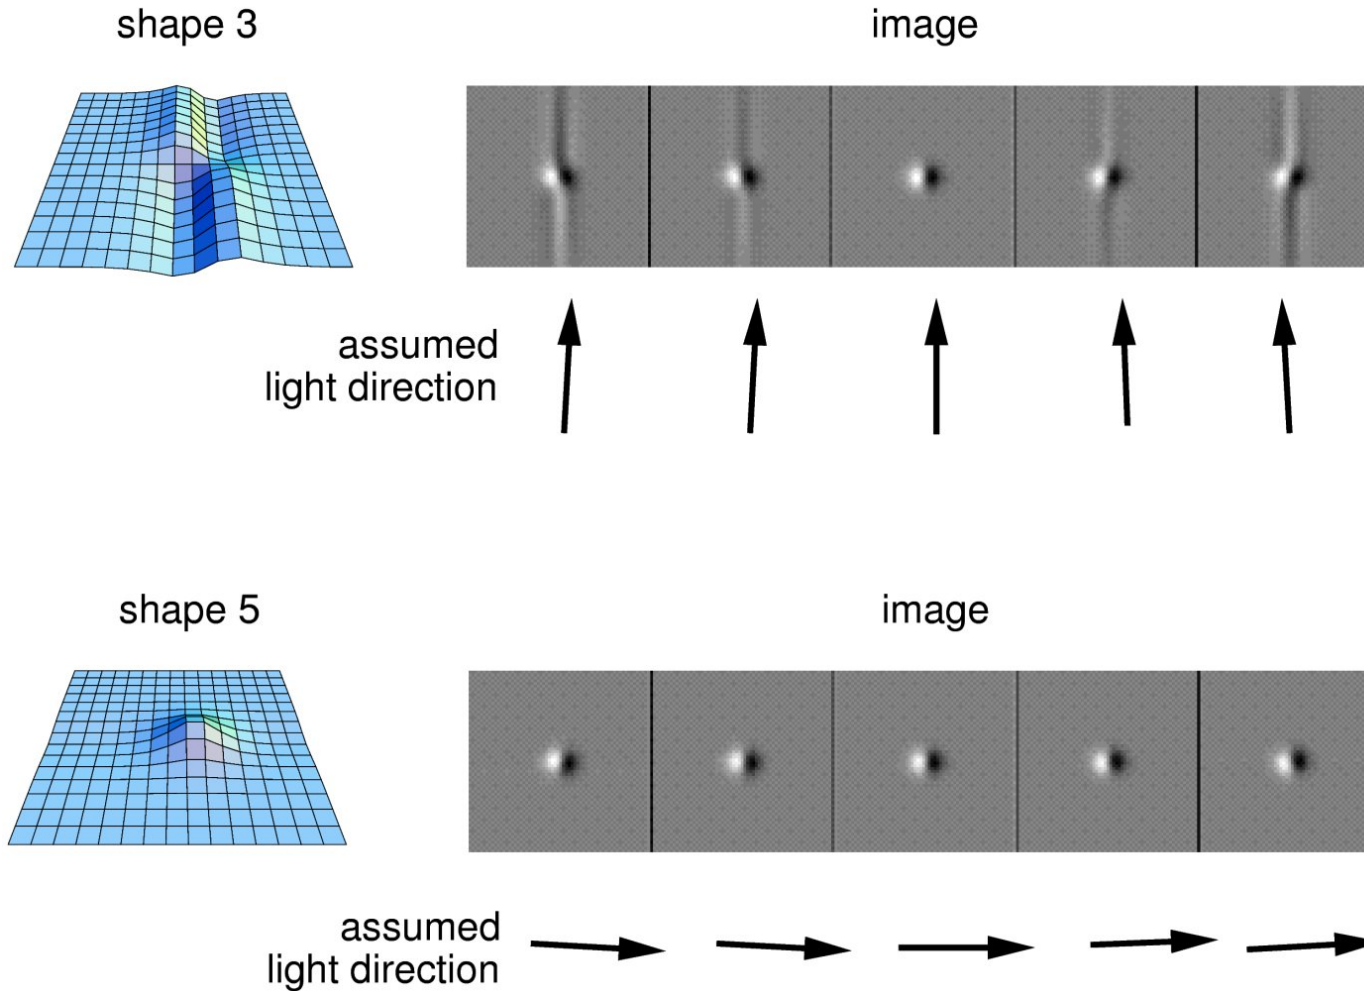 shape 3
image
assumed
light direction
shape 5
image
assumed
light direction